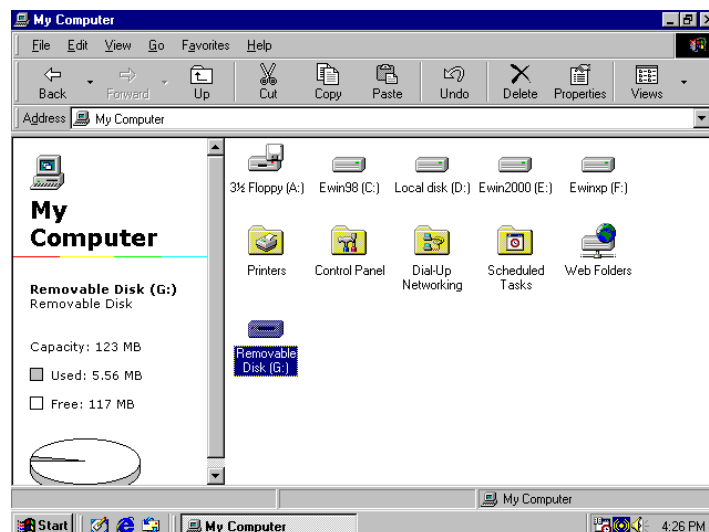 My Computer
File Edit View Go Favorites Help
Back Forward Up Cut Copy Paste Undo Delete Properties Views
Address My Computer
My
Computer
Removable Disk (G:)
Removable Disk
Capacity: 123 MB
Used: 5.56 MB
Free: 117 MB
3½ Floppy (A:) Ewin98 (C:) Local disk (D:) Ewin2000 (E:) Ewinxp (F:)
Printers Control Panel Dial-Up Networking Scheduled Tasks Web Folders
Removable
Disk (G:)
My Computer
Start My Computer 4:26 PM